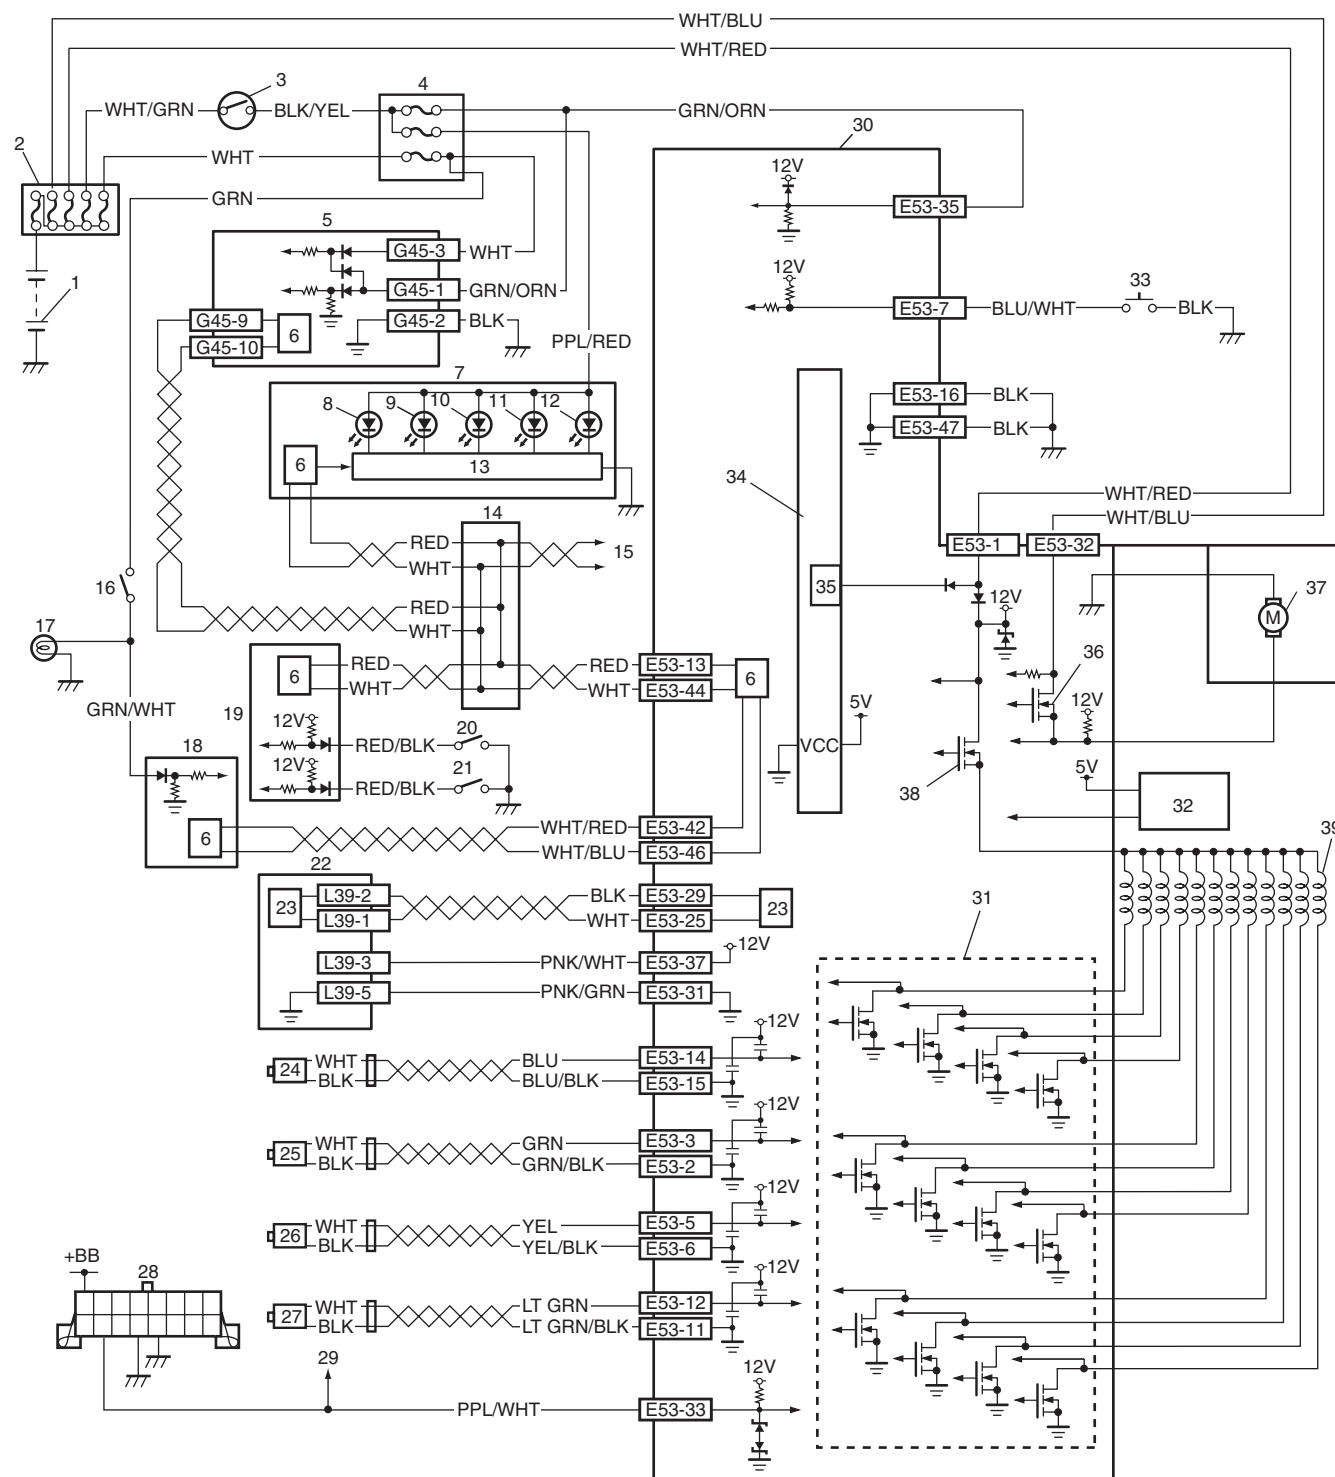 WHT/BLU
WHT/RED
3
4
WHT/GRN
BLK/YEL
GRN/ORN
2
WHT
30
12V
GRN
E53-35
5
G45-3
WHT
12V
1
G45-1
GRN/ORN
33
G45-9
6
G45-2
BLK
E53-7
BLU/WHT
BLK
G45-10
PPL/RED
7
8
9
10
11
12
E53-16
BLK
E53-47
BLK
6
13
34
WHT/RED
14
WHT/BLU
RED
15
E53-1
E53-32
WHT
16
35
12V
37
RED
M
WHT
17
36
RED
RED
E53-13
6
6
WHT
WHT
E53-44
5V
12V
GRN/WHT
19
12V
20
18
RED/BLK
VCC
12V
21
5V
RED/BLK
38
32
6
WHT/RED
E53-42
39
WHT/BLU
E53-46
22
23
L39-2
BLK
E53-29
23
31
L39-1
WHT
E53-25
12V
L39-3
PNK/WHT
E53-37
L39-5
PNK/GRN
E53-31
12V
24
WHT
BLU
E53-14
BLK
BLU/BLK
E53-15
12V
25
WHT
GRN
E53-3
BLK
GRN/BLK
E53-2
12V
26
WHT
YEL
E53-5
BLK
YEL/BLK
E53-6
+BB
28
12V
27
WHT
LT GRN
E53-12
BLK
LT GRN/BLK
E53-11
29
12V
PPL/WHT
E53-33